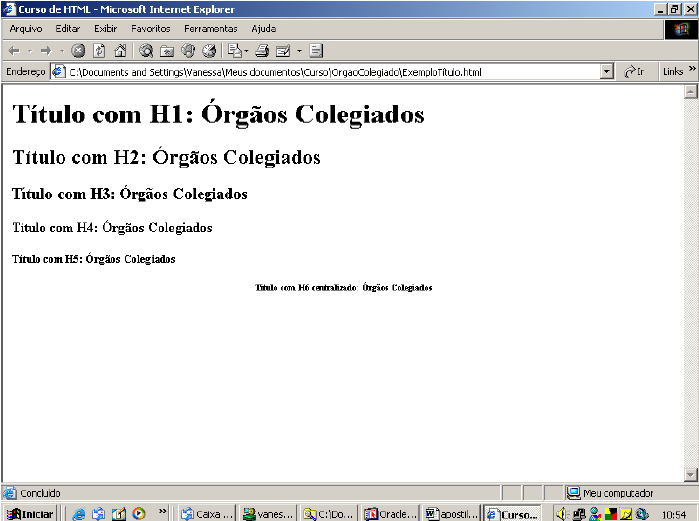 Curso de HTML - Microsoft Internet Explorer
Arquivo Editar Exibir Favoritos Ferramentas Ajuda
Endereço C:\Documents and Settings\Vanessa\Meus documentos\Curso\OrgaoColegiado\ExemploTítulo.html Ir Links »
Título com H1: Órgãos Colegiados
Título com H2: Órgãos Colegiados
Título com H3: Órgãos Colegiados
Título com H4: Órgãos Colegiados
Título com H5: Órgãos Colegiados
Título com H6 centralizado: Órgãos Colegiados
Concluído Meu computador
Iniciar » Caixa ... vanes... C:\Do... Oracle... apostil... Curso... 10:54